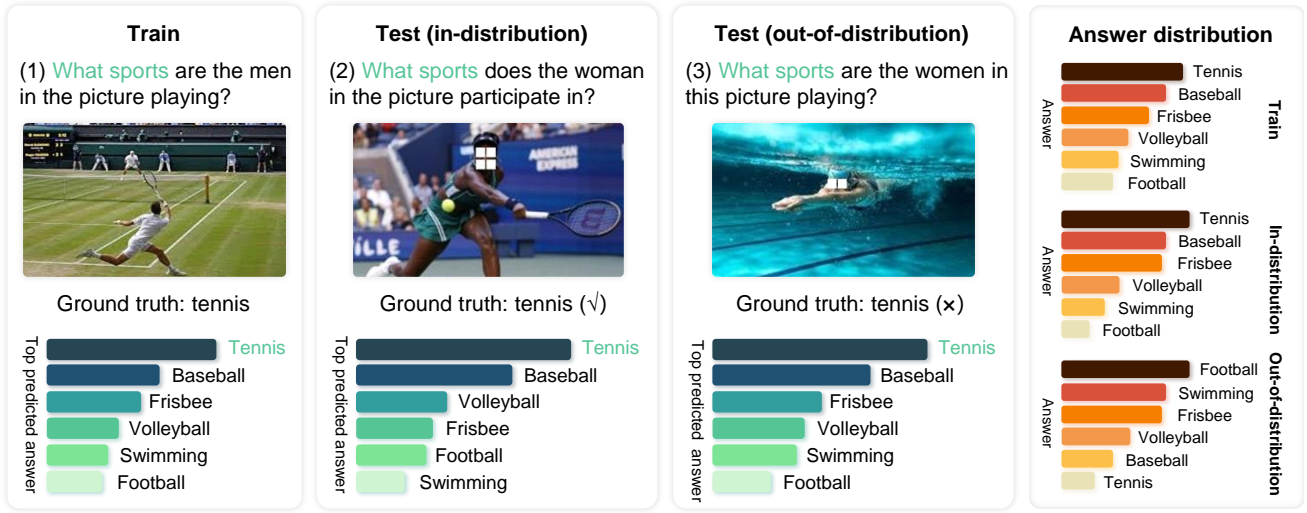 Train
(1) What sports are the men
in the picture playing?
Ground truth: tennis
Top predicted answer
Tennis
Baseball
Frisbee
Volleyball
Swimming
Football
Test (in-distribution)
(2) What sports does the woman
in the picture participate in?
AMERICAN
EXPRESS
Ground truth: tennis (√)
Top predicted answer
Tennis
Baseball
Volleyball
Frisbee
Football
Swimming
Test (out-of-distribution)
(3) What sports are the women in
this picture playing?
Ground truth: tennis (×)
Top predicted answer
Tennis
Baseball
Frisbee
Volleyball
Swimming
Football
Answer distribution
Answer
Tennis
Baseball
Frisbee
Volleyball
Swimming
Football
Train
Answer
Tennis
Baseball
Frisbee
Volleyball
Swimming
Football
In-distribution
Answer
Football
Swimming
Frisbee
Volleyball
Baseball
Tennis
Out-of-distribution